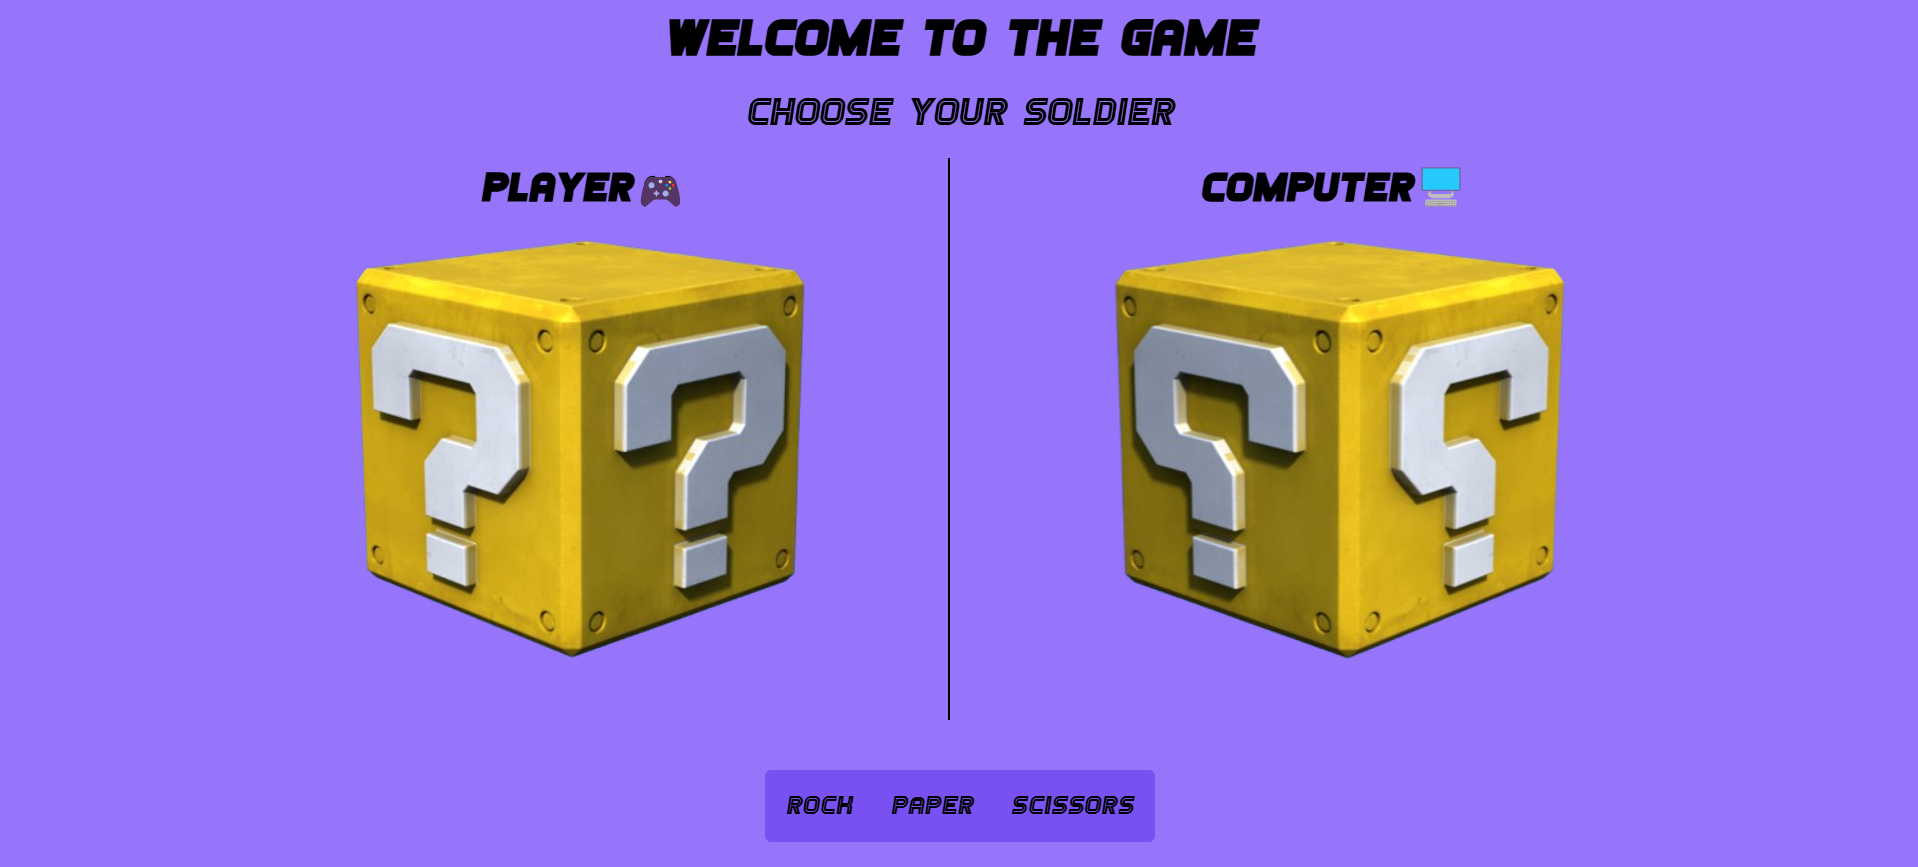 WELCOME TO THE GAME
CHOOSE YOUR SOLDIER
PLAYER🎮
COMPUTER🖥️
? ?
? ?
ROCK PAPER SCISSORS